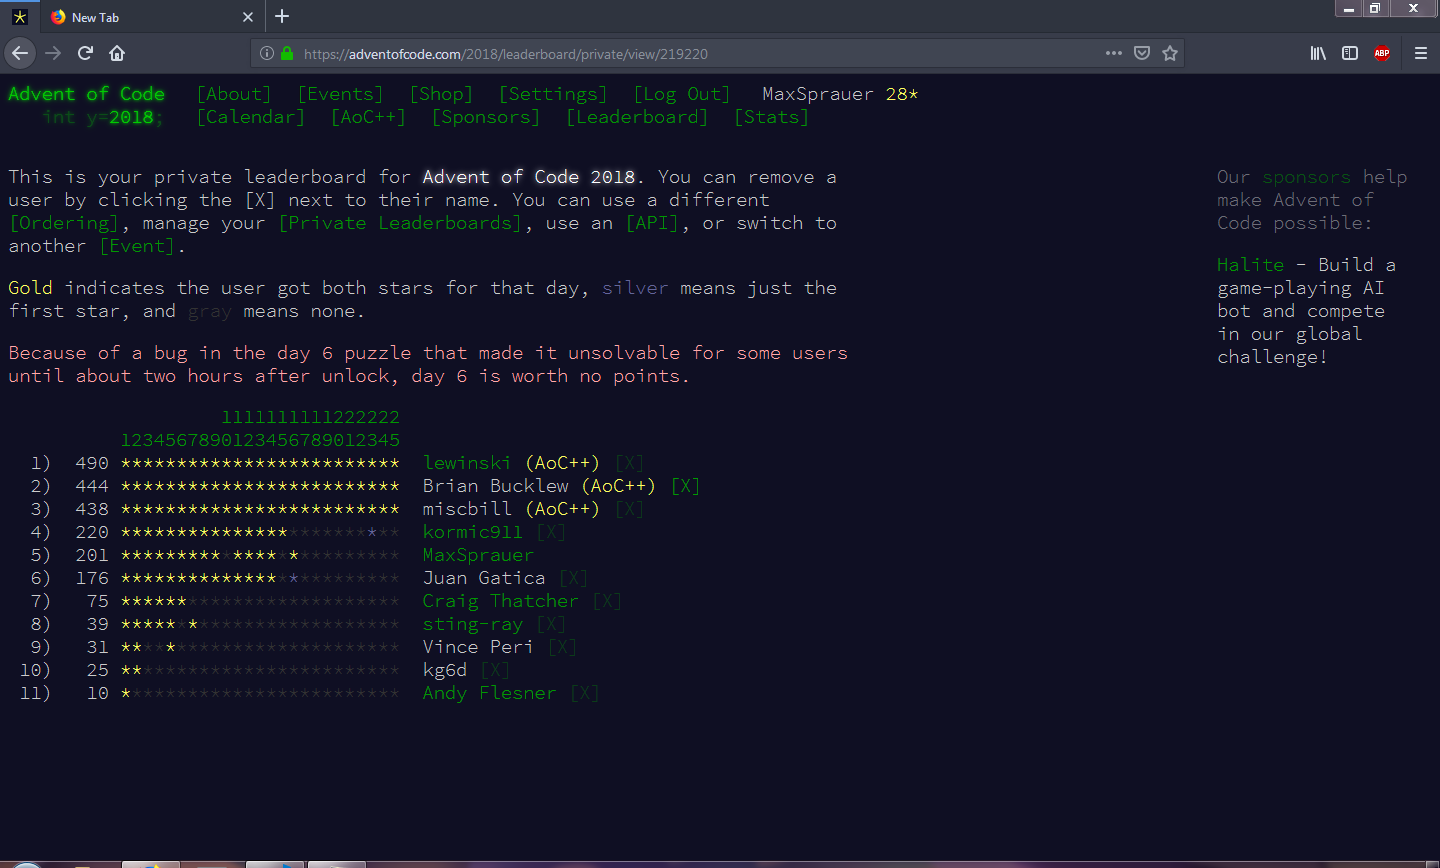 New Tab
https://adventofcode.com/2018/leaderboard/private/view/219220
ABP
Advent of Code [About] [Events] [Shop] [Settings] [Log Out] MaxSprauer 28*
int y=2018; [Calendar] [AoC++] [Sponsors] [Leaderboard] [Stats]
This is your private leaderboard for Advent of Code 2018. You can remove a
user by clicking the [X] next to their name. You can use a different
[Ordering], manage your [Private Leaderboards], use an [API], or switch to
another [Event].
Gold indicates the user got both stars for that day, silver means just the
first star, and gray means none.
Because of a bug in the day 6 puzzle that made it unsolvable for some users
until about two hours after unlock, day 6 is worth no points.
1111111111222222
1234567890123456789012345
1) 490 ************************* lewinski (AoC++) [X]
2) 444 ************************* Brian Bucklew (AoC++) [X]
3) 438 ************************* miscbill (AoC++) [X]
4) 220 ************************* kormic911 [X]
5) 201 ************************* MaxSprauer
6) 176 ************************* Juan Gatica [X]
7) 75 ************************* Craig Thatcher [X]
8) 39 ************************* sting-ray [X]
9) 31 ************************* Vince Peri [X]
10) 25 ************************* kg6d [X]
11) 10 ************************* Andy Flesner [X]
Our sponsors help
make Advent of
Code possible:
Halite - Build a
game-playing AI
bot and compete
in our global
challenge!